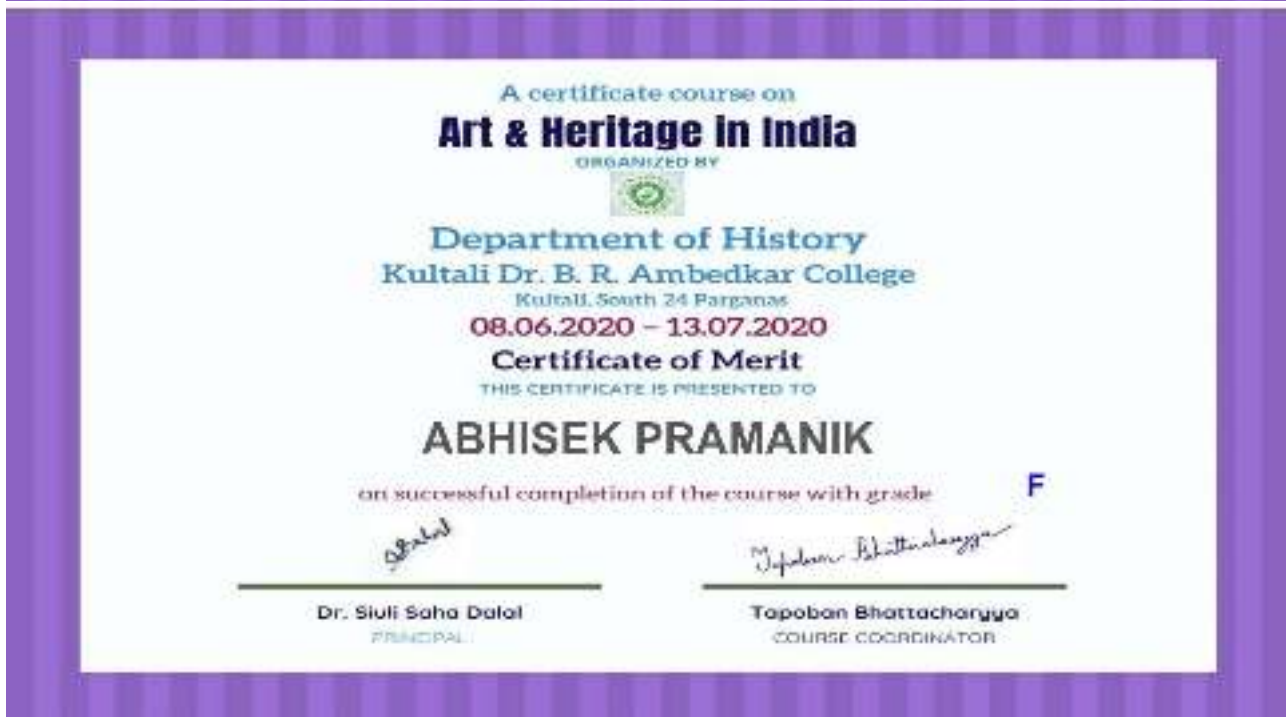 A certificate course on
Art & Heritage in India
ORGANIZED BY
Department of History
Kultali Dr. B. R. Ambedkar College
Kultali, South 24 Parganas
08.06.2020 – 13.07.2020
Certificate of Merit
THIS CERTIFICATE IS PRESENTED TO
ABHISEK PRAMANIK
on successful completion of the course with grade F
Tapoban Bhattacharyya
Dr. Siuli Saha Dalal Tapoban Bhattacharyya
PRINCIPAL COURSE COORDINATOR